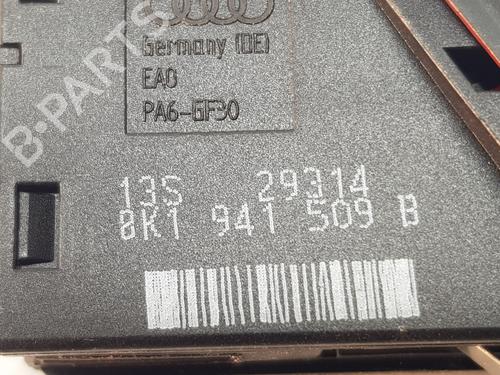 Germany (DE)
EA0
PA6-GF30
13S 29314
8K1 941 509 B
B-PARTS